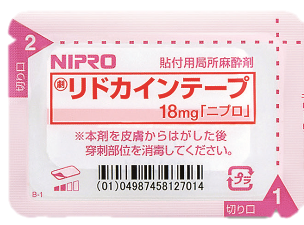 2
切り口
NIPRO 貼付用局所麻酔剤
劇 リドカインテープ
18mg「ニプロ」
※本剤を皮膚からはがした後
穿刺部位を消毒してください。
B-1
(01)04987458127014
プラ
1
切り口